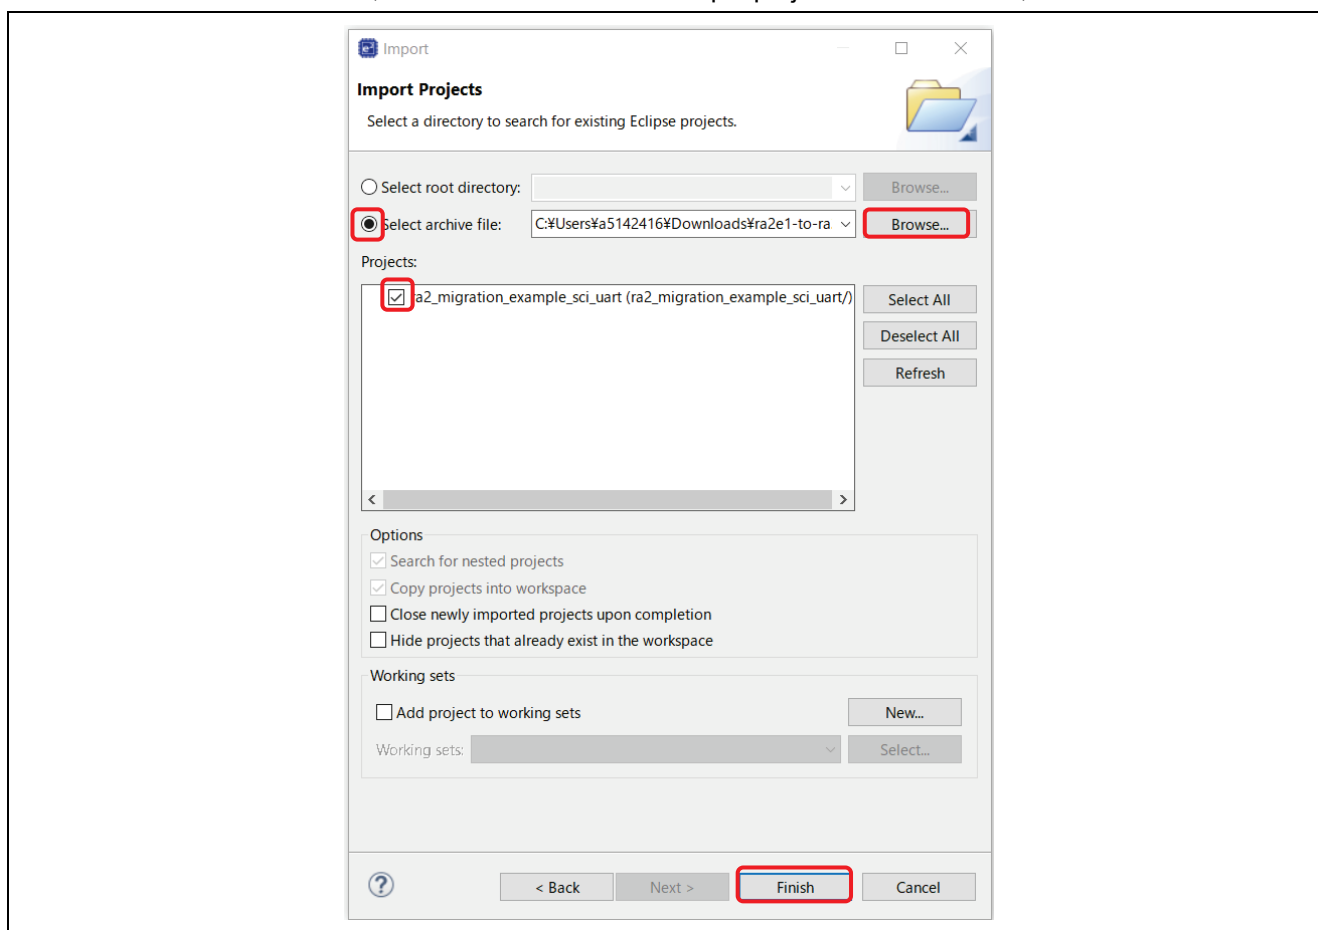 Import
Import Projects
Select a directory to search for existing Eclipse projects.
Select root directory:
Browse...
Select archive file:
C:¥Users¥a5142416¥Downloads¥ra2e1-to-ra
Browse...
Projects:
ra2_migration_example_sci_uart (ra2_migration_example_sci_uart/)
Select All
Deselect All
Refresh
Options
Search for nested projects
Copy projects into workspace
Close newly imported projects upon completion
Hide projects that already exist in the workspace
Working sets
Add project to working sets
New...
Working sets:
Select...
?
< Back
Next >
Finish
Cancel